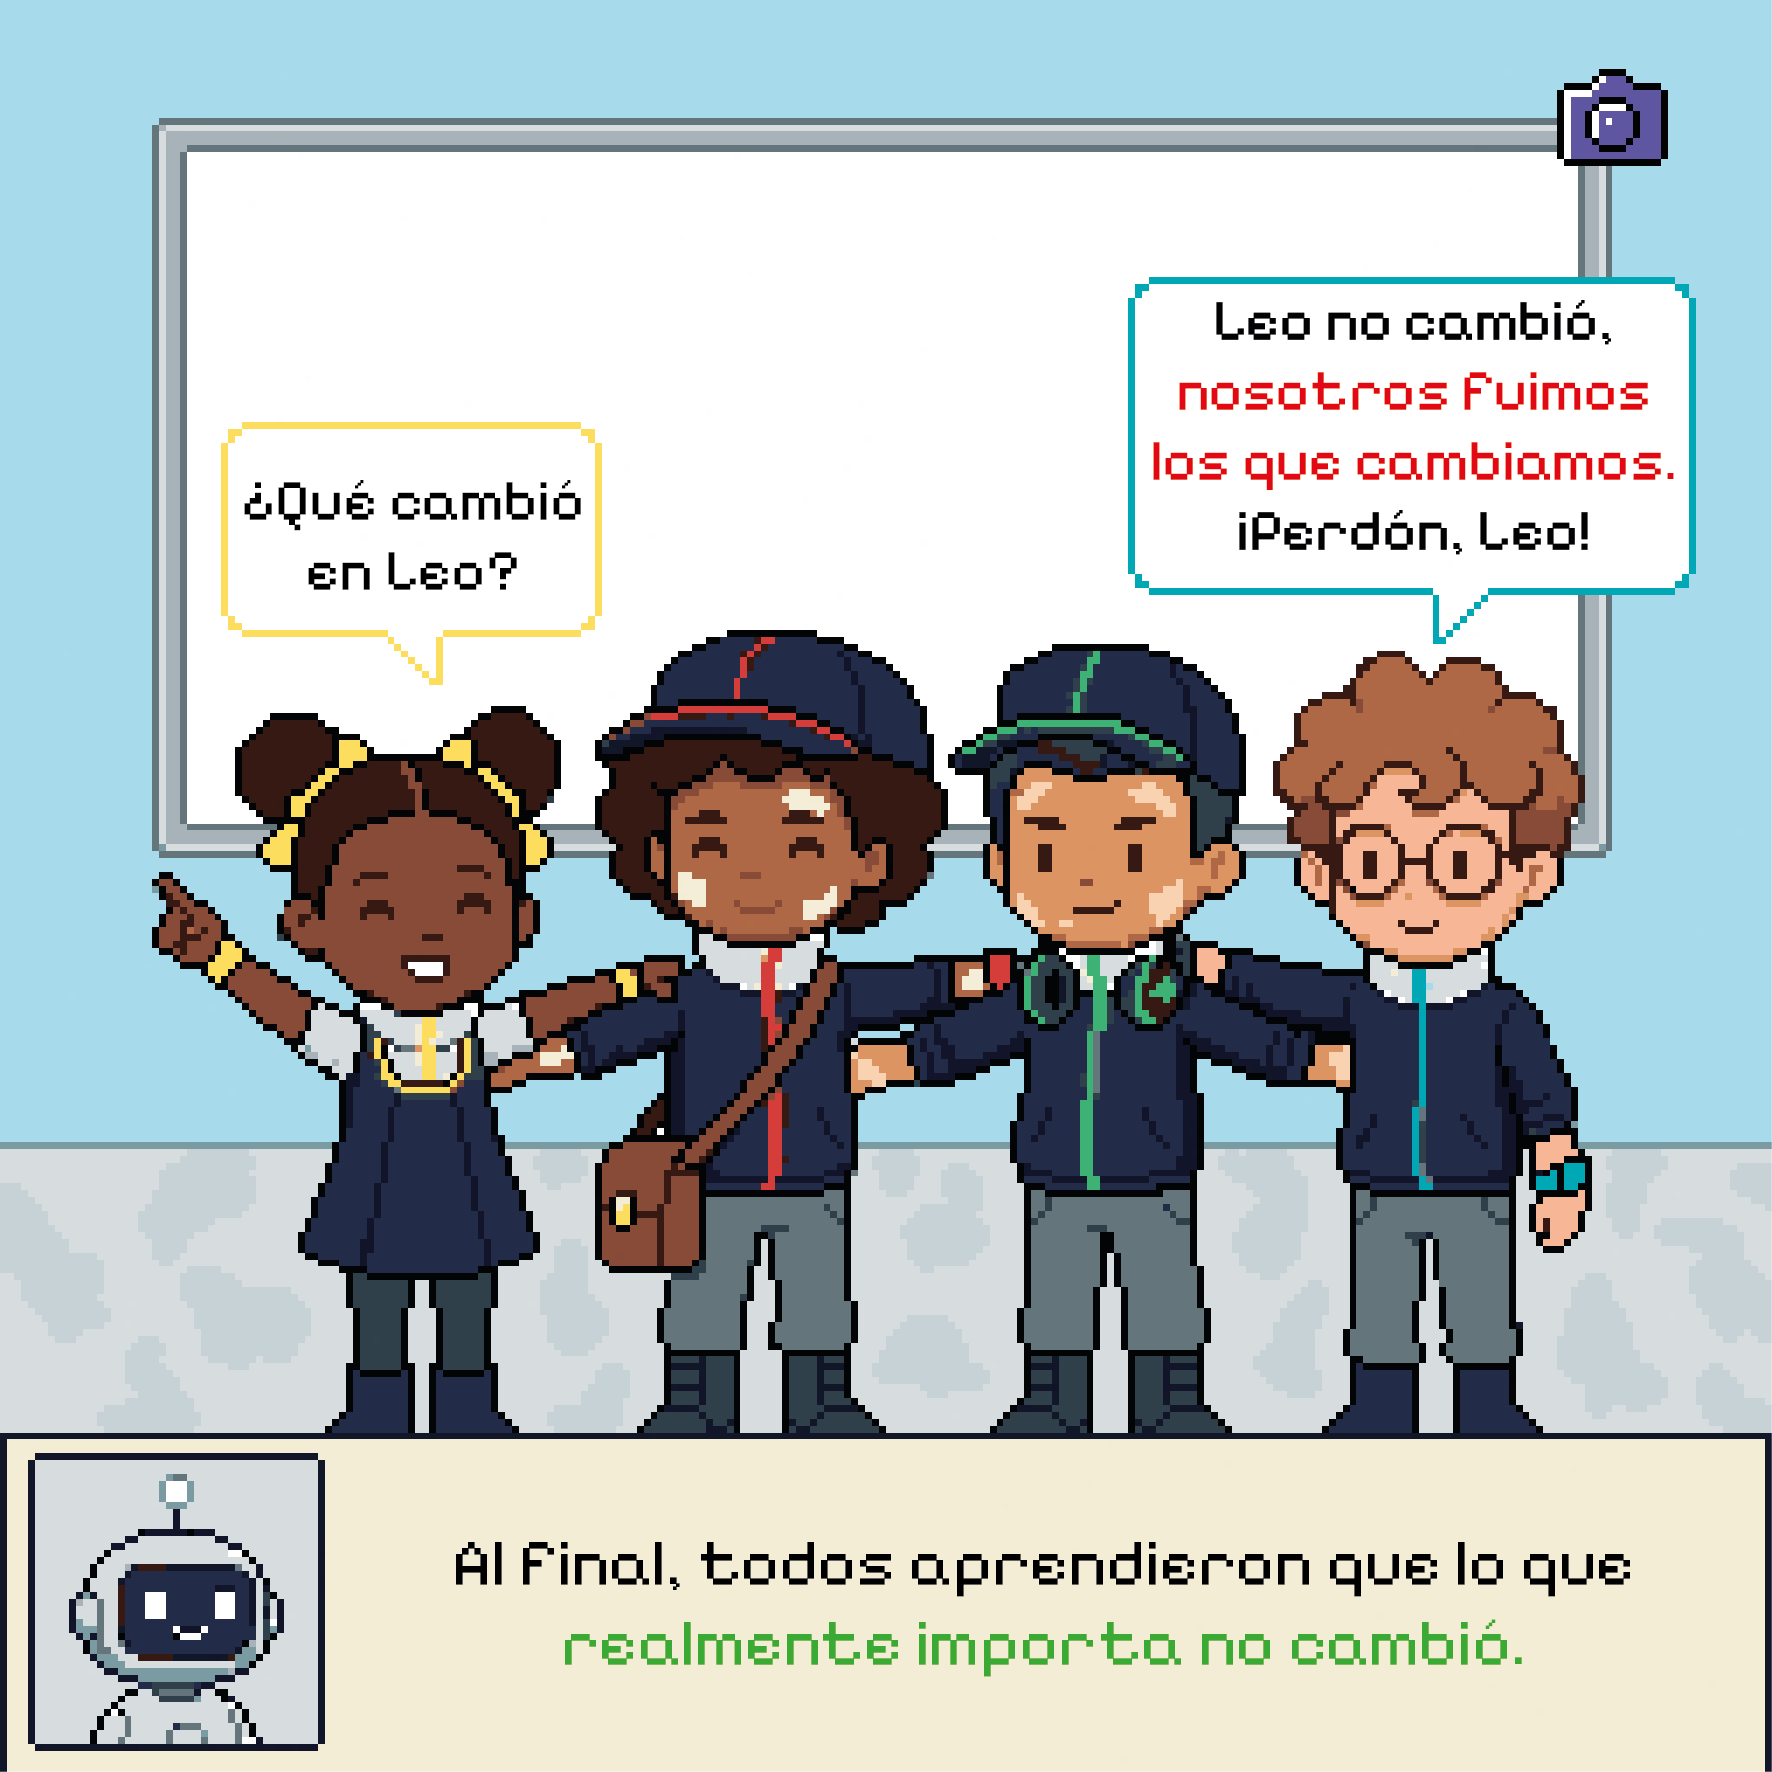 ¿Qué cambió
en Leo?
Leo no cambió,
nosotros fuimos
los que cambiamos.
¡Perdón, Leo!
Al final, todos aprendieron que lo que
realmente importa no cambió.